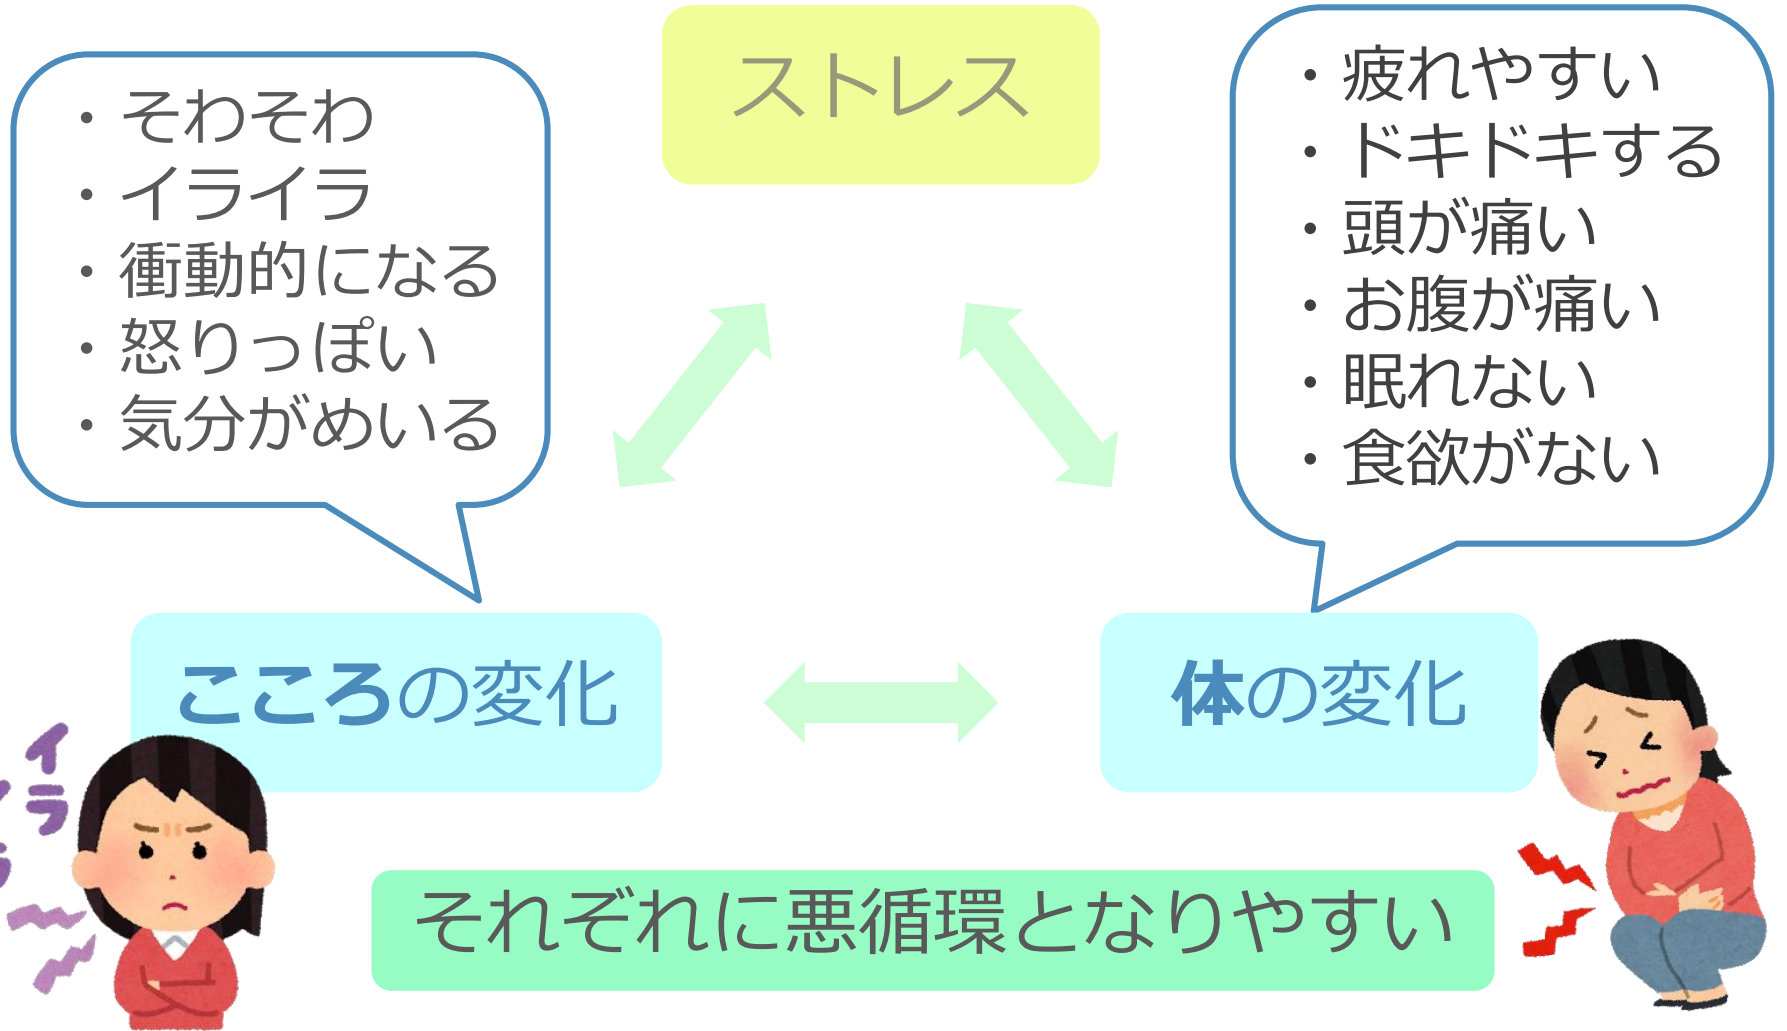 ストレス
・そわそわ
・イライラ
・衝動的になる
・怒りっぽい
・気分がめいる
・疲れやすい
・ドキドキする
・頭が痛い
・お腹が痛い
・眠れない
・食欲がない
こころの変化
体の変化
イラ
それぞれに悪循環となりやすい